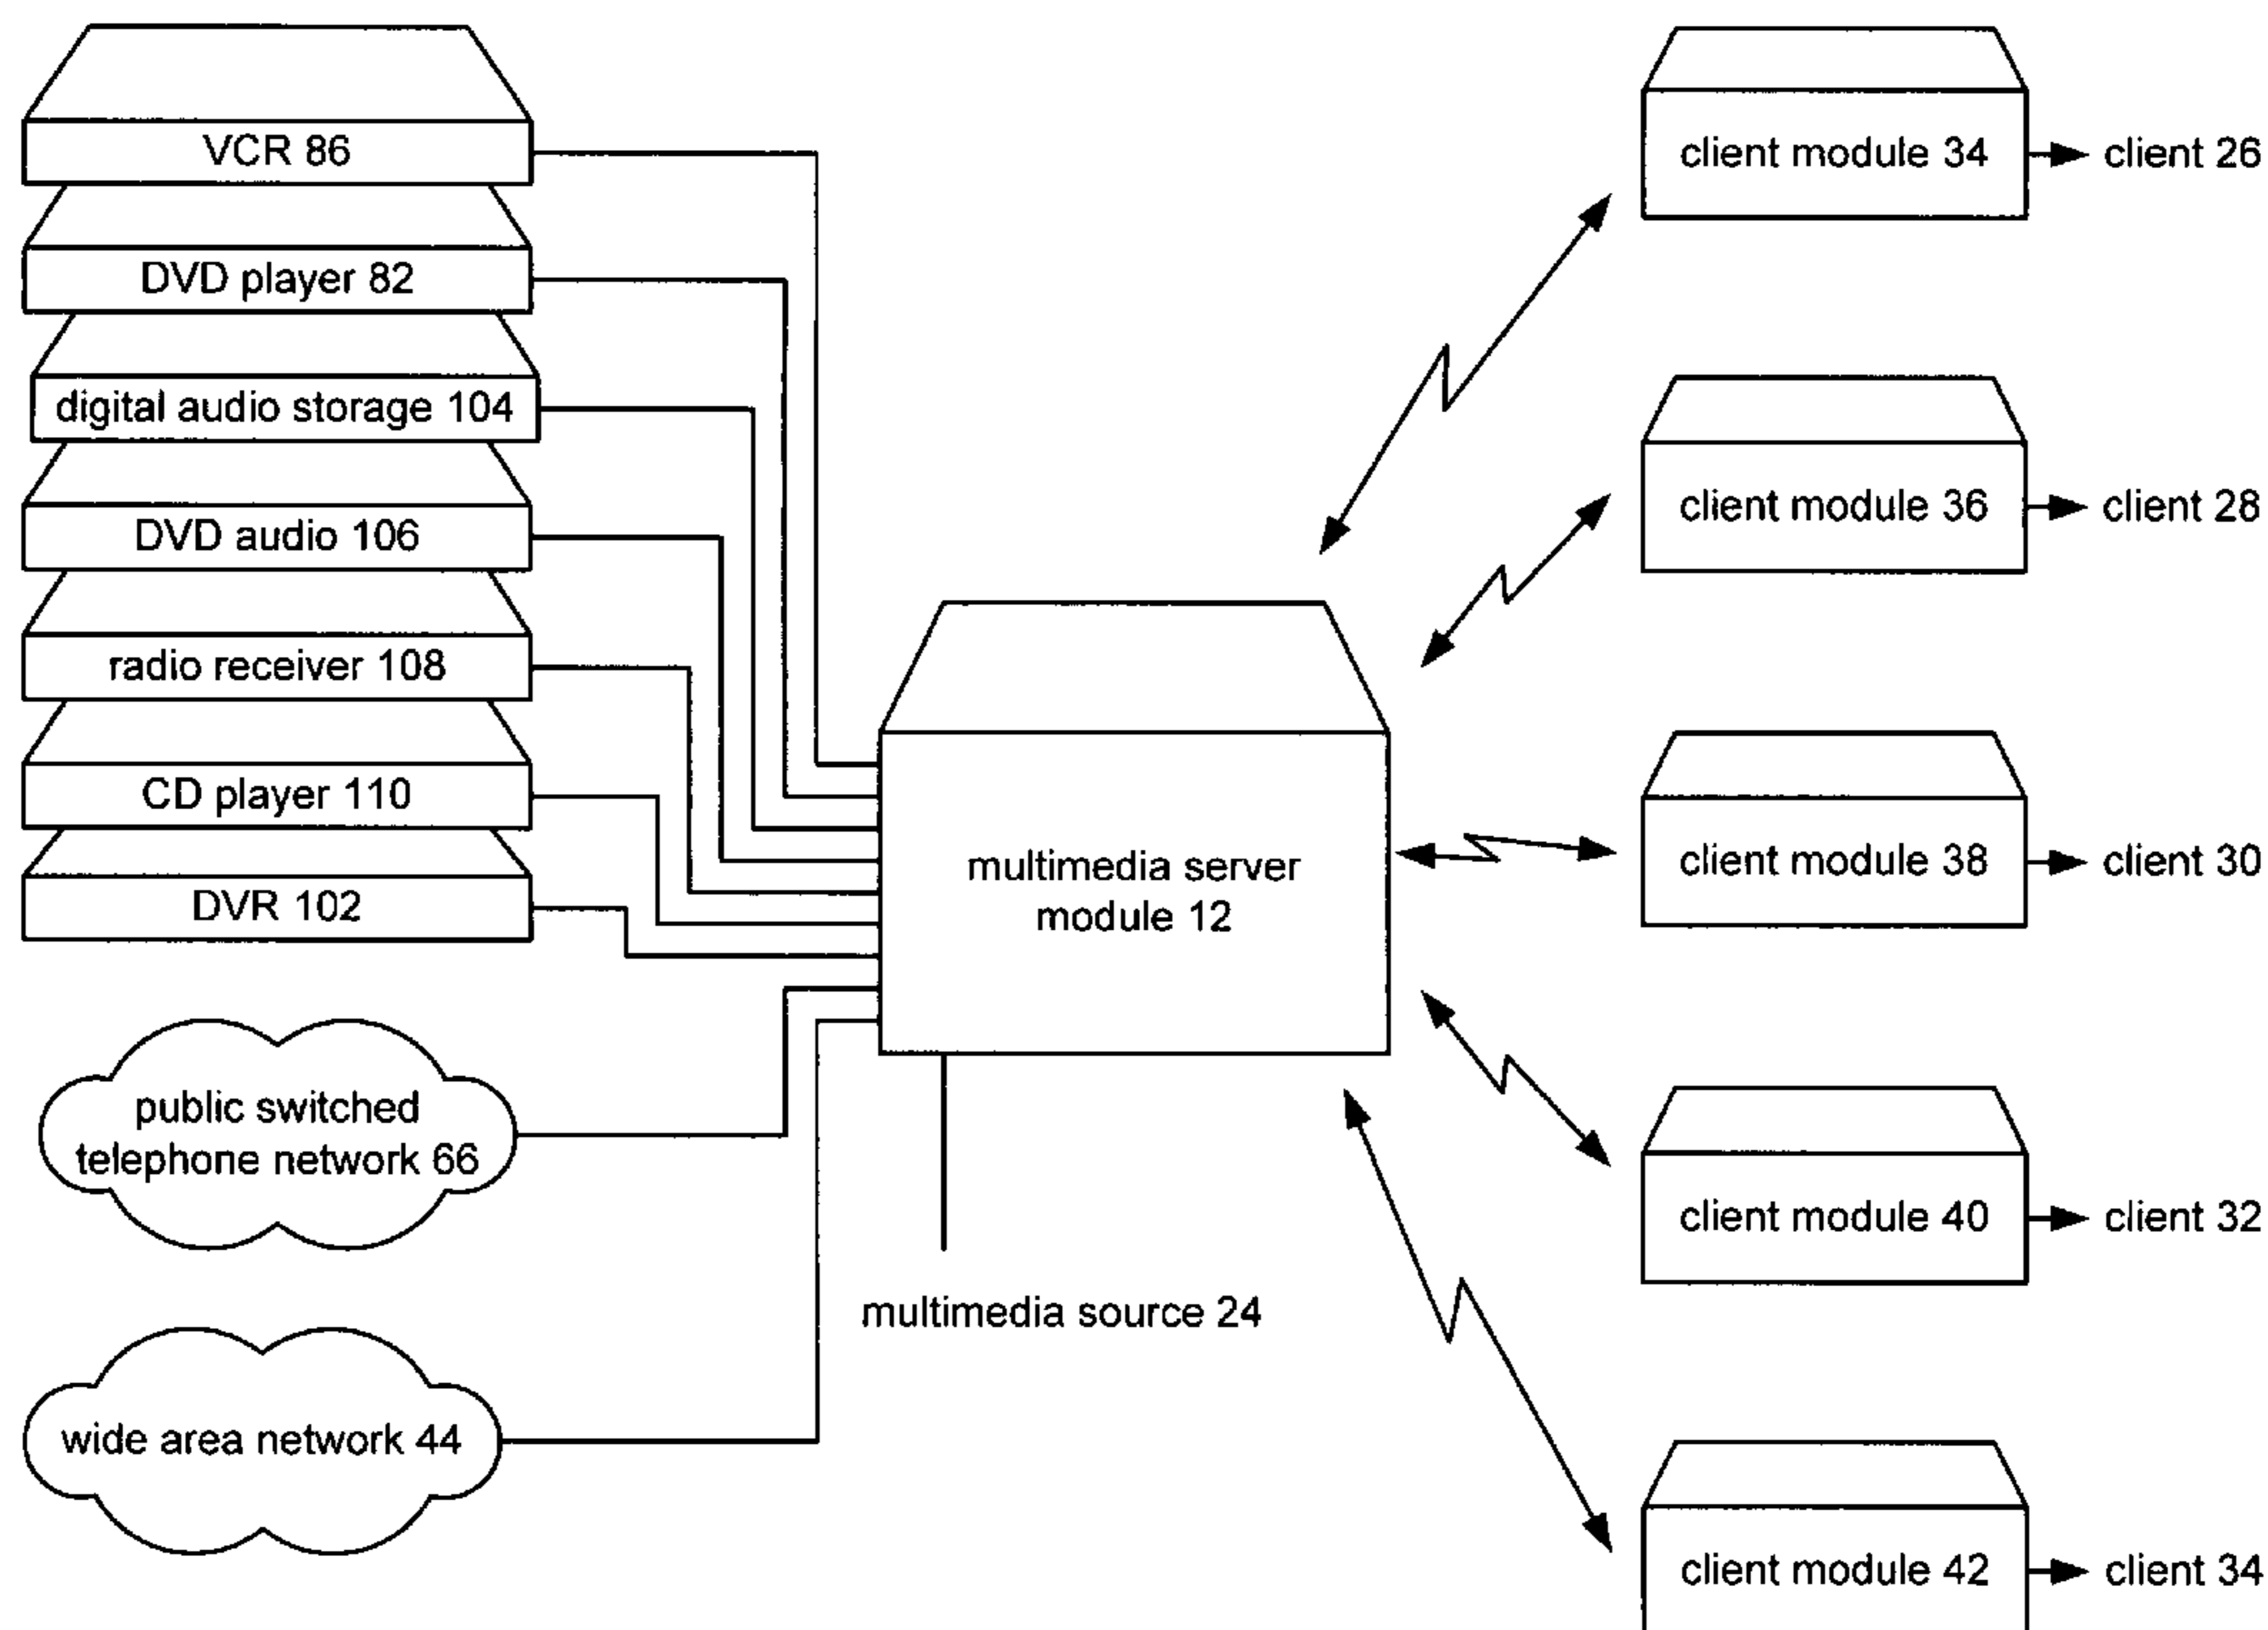 VCR 86
DVD player 82
digital audio storage 104
DVD audio 106
radio receiver 108
CD player 110
DVR 102
public switched
telephone network 66
wide area network 44
multimedia server
module 12
multimedia source 24
client module 34
client 26
client module 36
client 28
client module 38
client 30
client module 40
client 32
client module 42
client 34